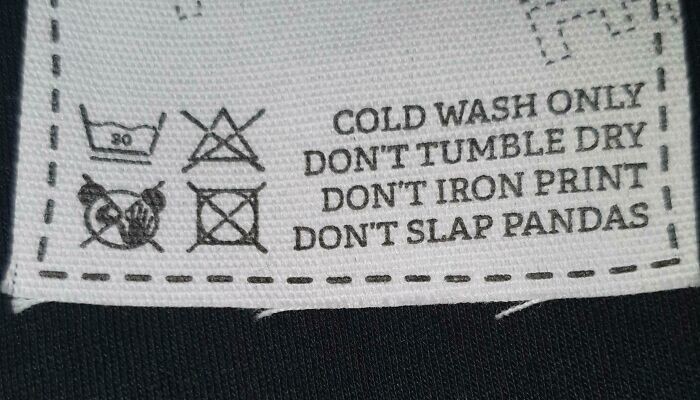 30
COLD WASH ONLY
DON'T TUMBLE DRY
DON'T IRON PRINT
DON'T SLAP PANDAS